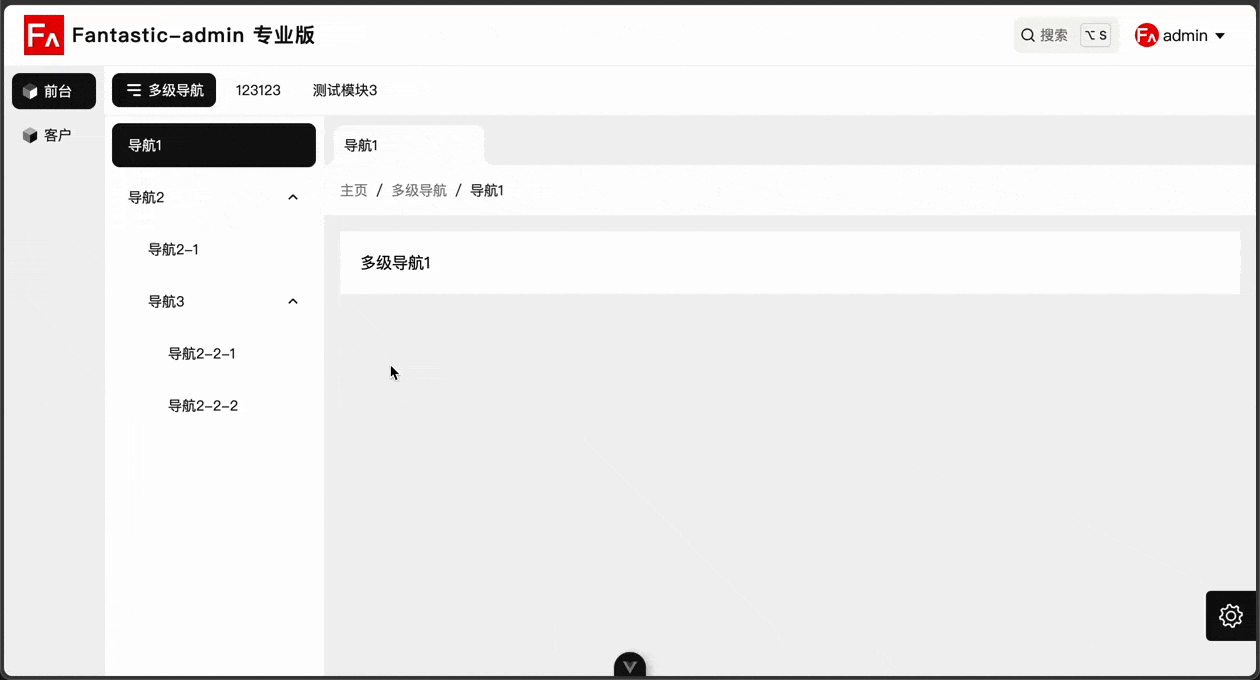 FA Fantastic-admin 专业版
搜索 ⌥ S
FA admin
前台
客户
多级导航 123123 测试模块3
导航1
导航2
导航2-1
导航3
导航2-2-1
导航2-2-2
导航1
主页 / 多级导航 / 导航1
多级导航1